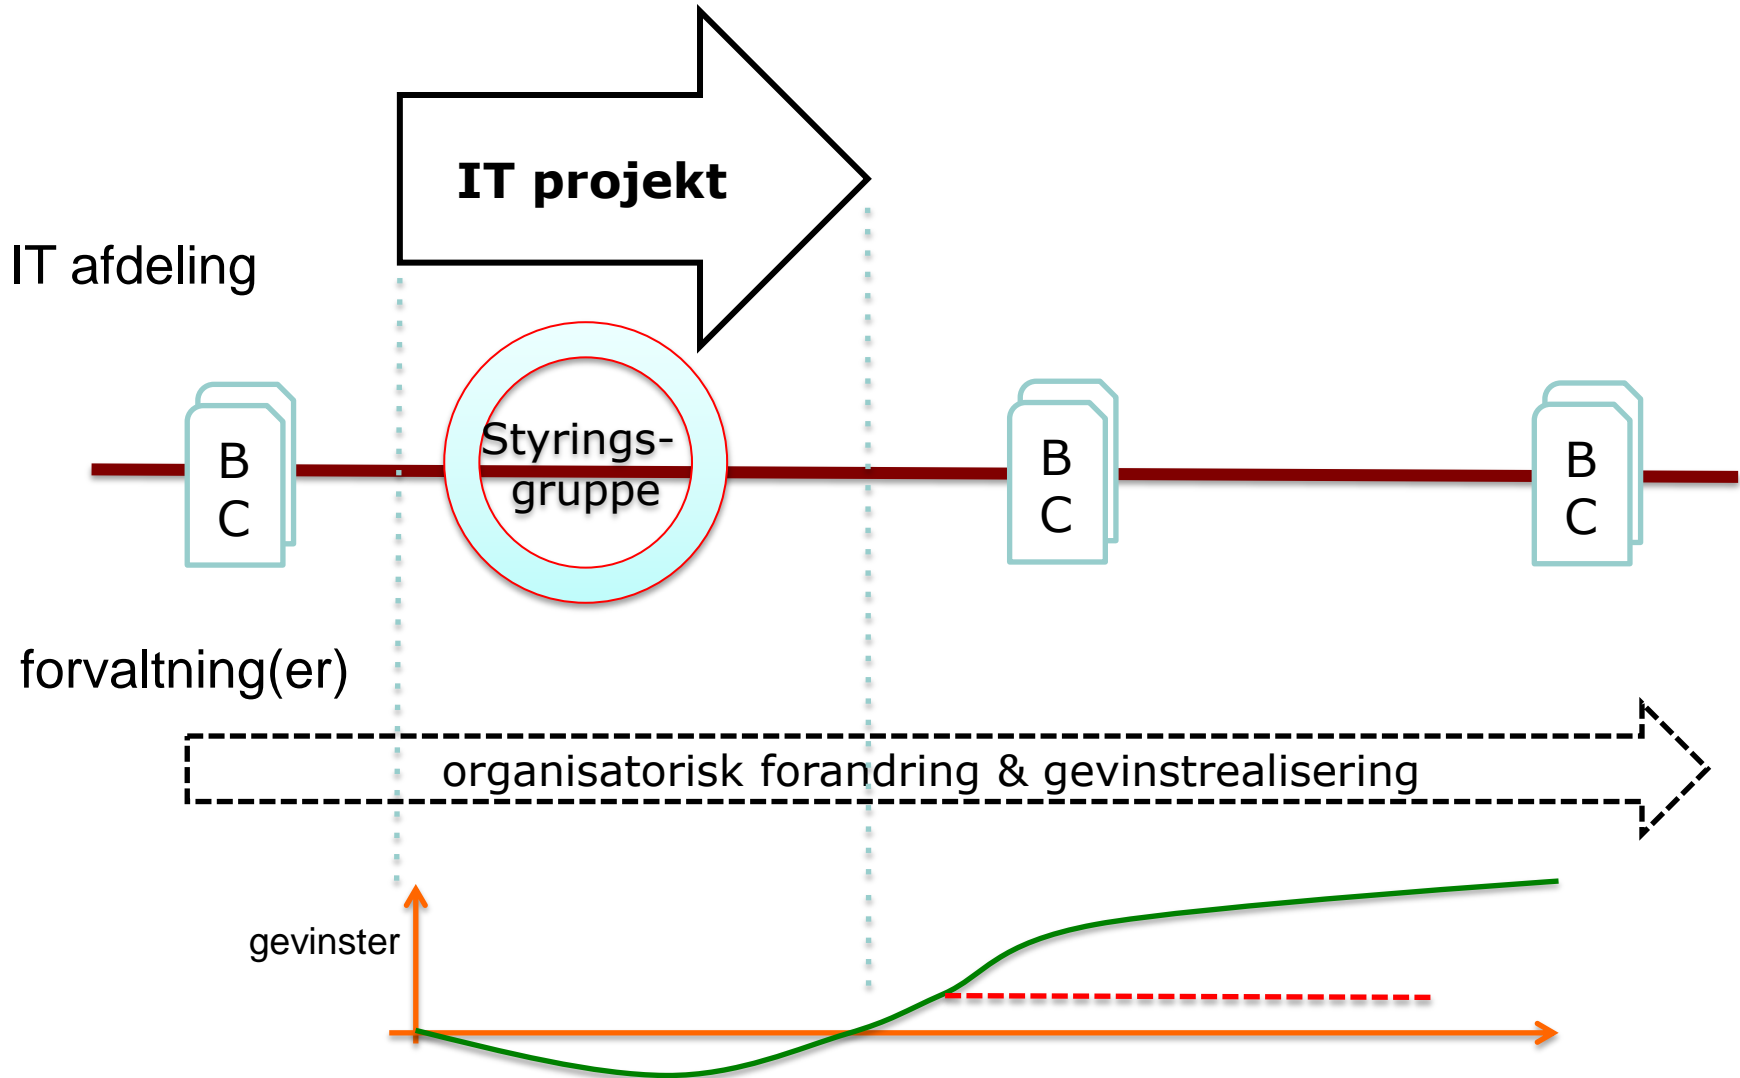 IT projekt
IT afdeling
B
C
Styrings-
gruppe
B
C
B
C
forvaltning(er)
organisatorisk forandring & gevinstrealisering
gevinster